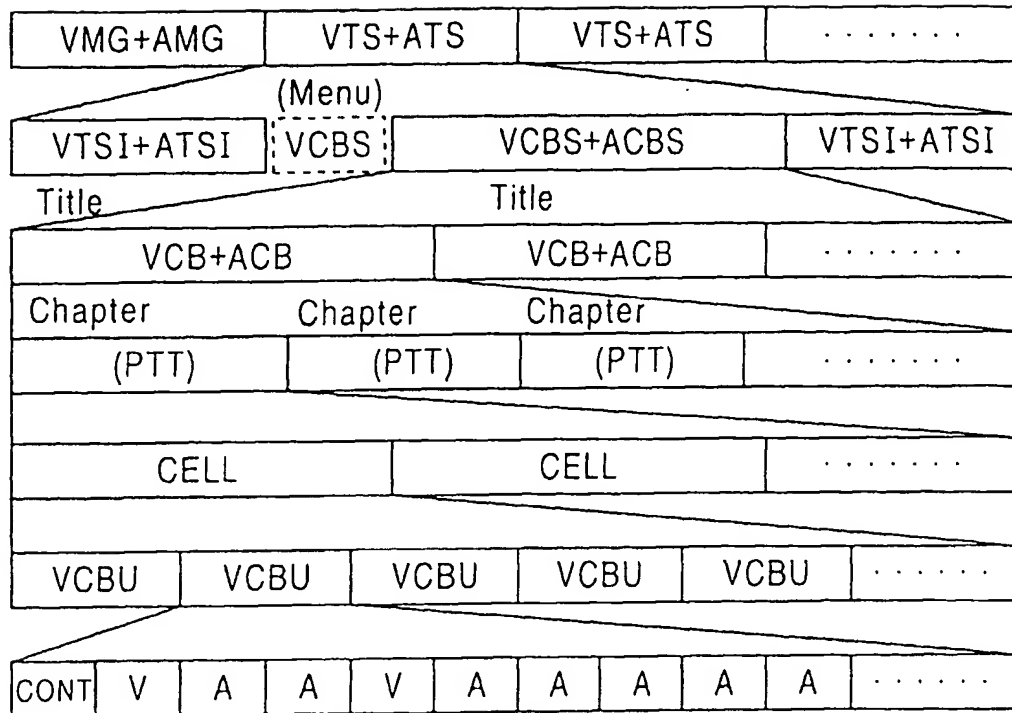 VMG+AMG VTS+ATS VTS+ATS .......
(Menu)
VTSI+ATSI VCBS VCBS+ACBS VTSI+ATSI
Title Title
VCB+ACB VCB+ACB .......
Chapter Chapter Chapter
(PTT) (PTT) (PTT) .......
CELL CELL .......
VCBU VCBU VCBU VCBU VCBU ......
CONT V A A V A A A A A ......